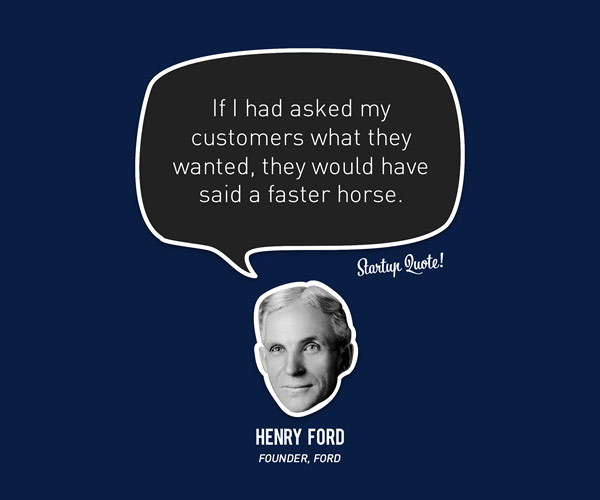 If I had asked my
customers what they
wanted, they would have
said a faster horse.
Startup Quote!
HENRY FORD
FOUNDER, FORD